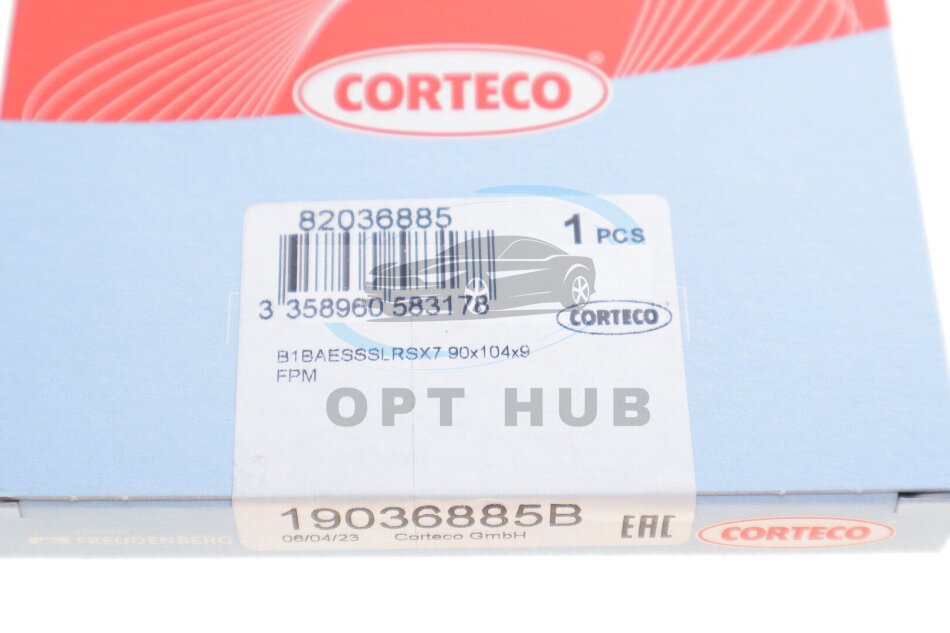 CORTECO
®
82036885
1 PCS
3 358960 583178
CORTECO
B1BAESSSLRSX7 90x104x9
FPM
OPT HUB
19036885B
06/04/23 Corteco GmbH
EAC
FREUDENBERG
CORTECO